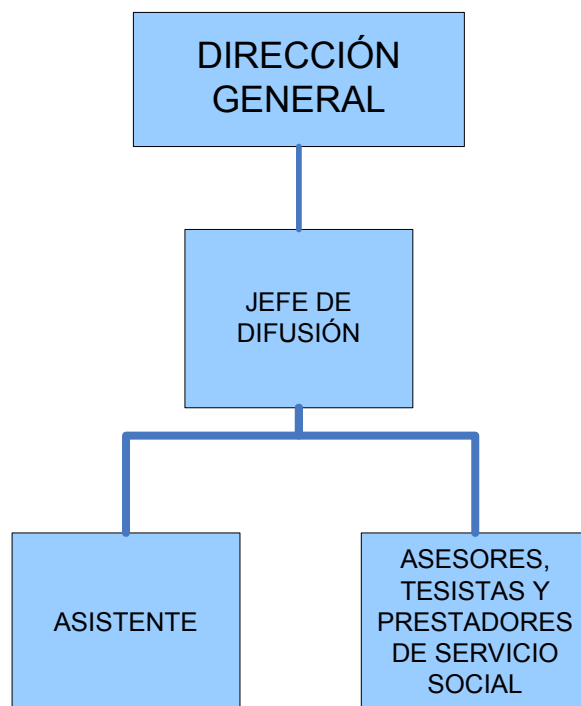 DIRECCIÓN
GENERAL
JEFE DE
DIFUSIÓN
ASISTENTE
ASESORES,
TESISTAS Y
PRESTADORES
DE SERVICIO
SOCIAL